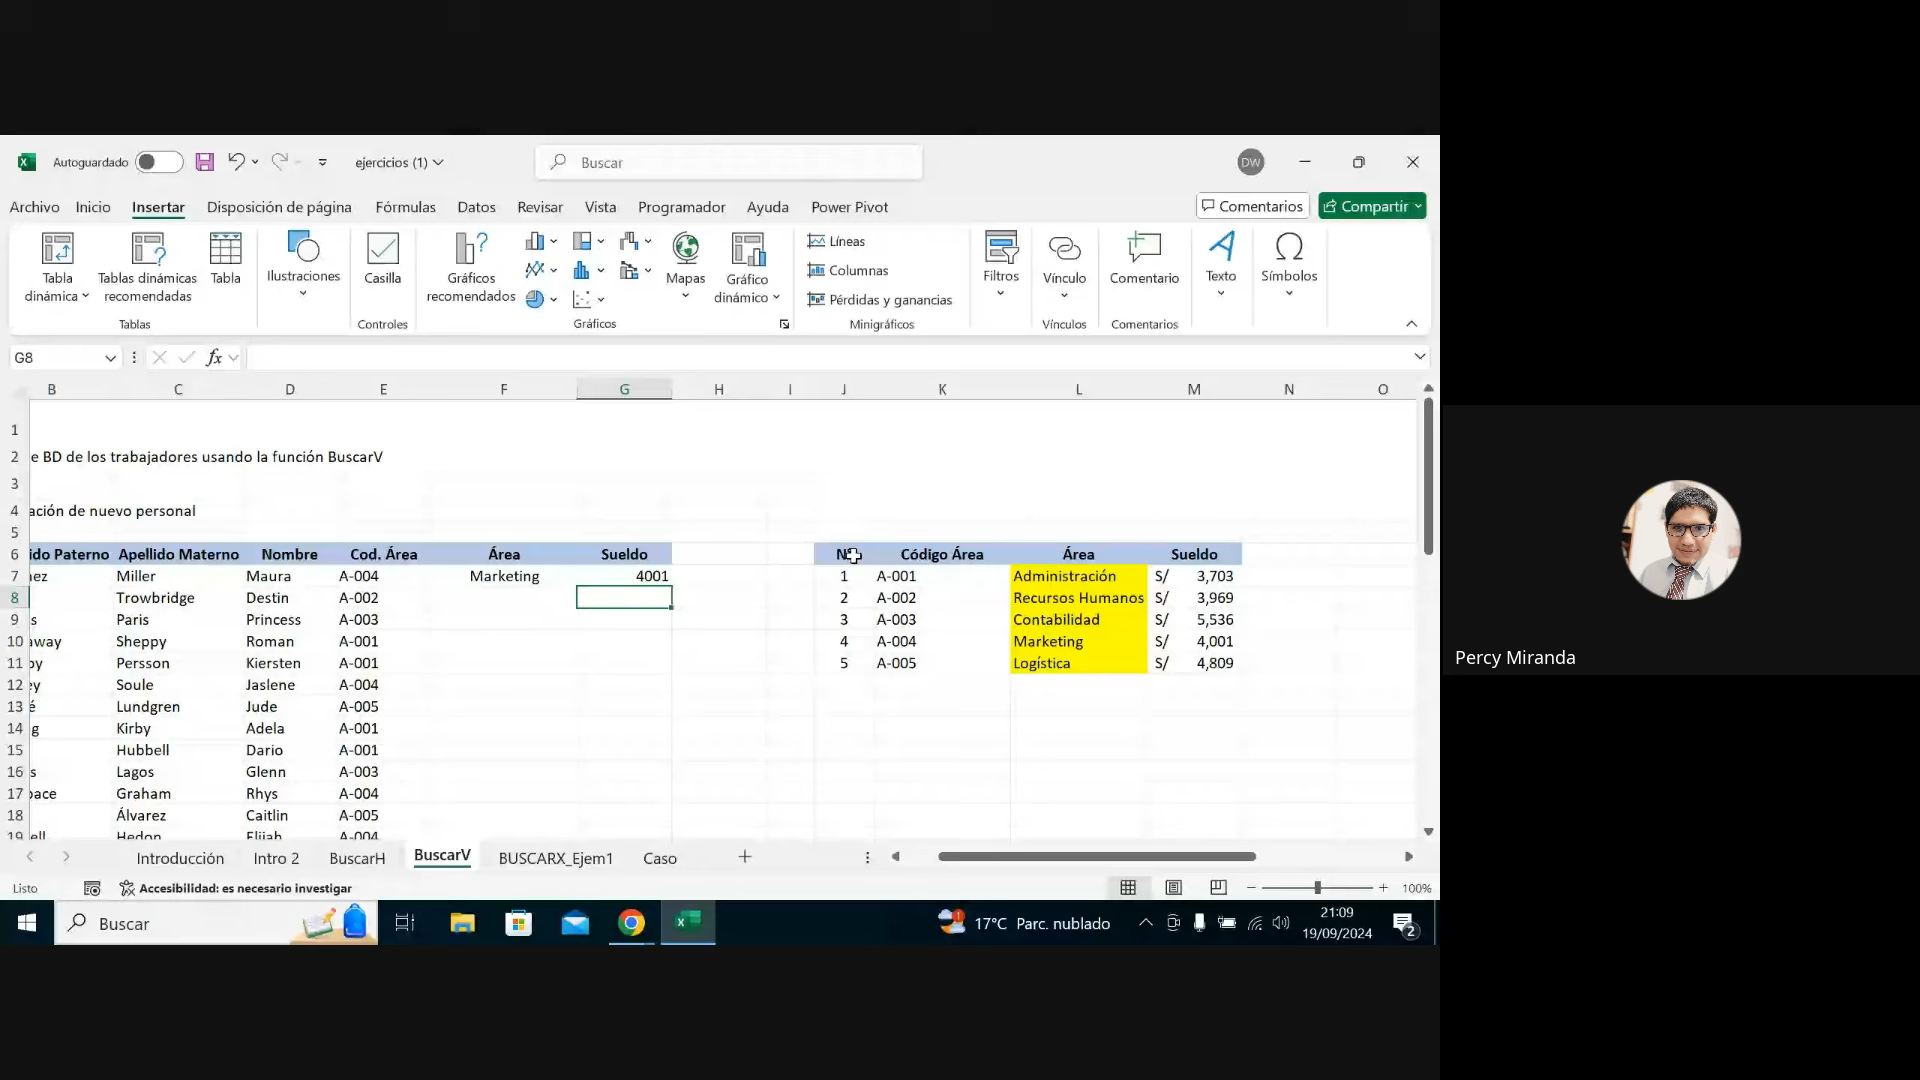 Autoguardado
ejercicios (1)
Buscar
DW
Archivo Inicio Insertar Disposición de página Fórmulas Datos Revisar Vista Programador Ayuda Power Pivot
Comentarios Compartir
Tabla dinámica
Tablas dinámicas recomendadas
Tabla
Ilustraciones
Casilla
Gráficos recomendados
Mapas
Gráfico dinámico
Líneas
Columnas
Pérdidas y ganancias
Filtros
Vínculo
Comentario
Texto
Símbolos
Tablas Controles Gráficos Minigráficos Vínculos Comentarios
G8 fx
B C D E F G H I J K L M N O
1
2 e BD de los trabajadores usando la función BuscarV
3
4 ación de nuevo personal
5
6 ido Paterno Apellido Materno Nombre Cod. Área Área Sueldo Código Área Área Sueldo
7 Miller Maura A-004 Marketing 4001 1 A-001 Administración S/ 3,703
8 Trowbridge Destin A-002 2 A-002 Recursos Humanos S/ 3,969
9 s Paris Princess A-003 3 A-003 Contabilidad S/ 5,536
10 away Sheppy Roman A-001 4 A-004 Marketing S/ 4,001
11 by Persson Kiersten A-001 5 A-005 Logística S/ 4,809
12 ey Soule Jaslene A-004
13 é Lundgren Jude A-005
14 g Kirby Adela A-001
15 Hubbell Dario A-001
16 s Lagos Glenn A-003
17 pace Graham Rhys A-004
18 Álvarez Caitlin A-005
19 ell Hedon Elijah A-004
Introducción Intro 2 BuscarH BuscarV BUSCARX_Ejem1 Caso
Listo Accesibilidad: es necesario investigar 100%
Buscar
17°C Parc. nublado
21:09
19/09/2024
2
Percy Miranda